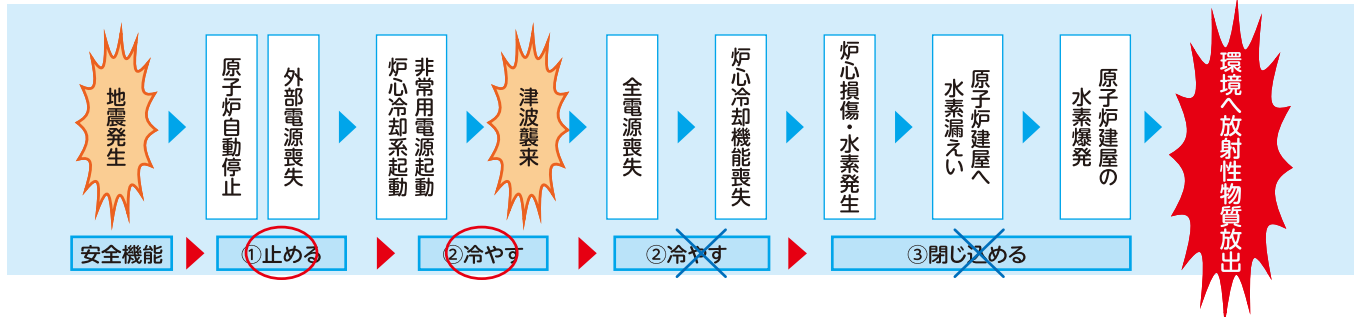 地震発生
原子炉自動停止
外部電源喪失
非常用電源起動
炉心冷却系起動
津波襲来
全電源喪失
炉心冷却機能喪失
炉心損傷・水素発生
原子炉建屋へ
水素漏えい
原子炉建屋の
水素爆発
環境へ放射性物質放出
安全機能
①止める
②冷やす
②冷やす
③閉じ込める